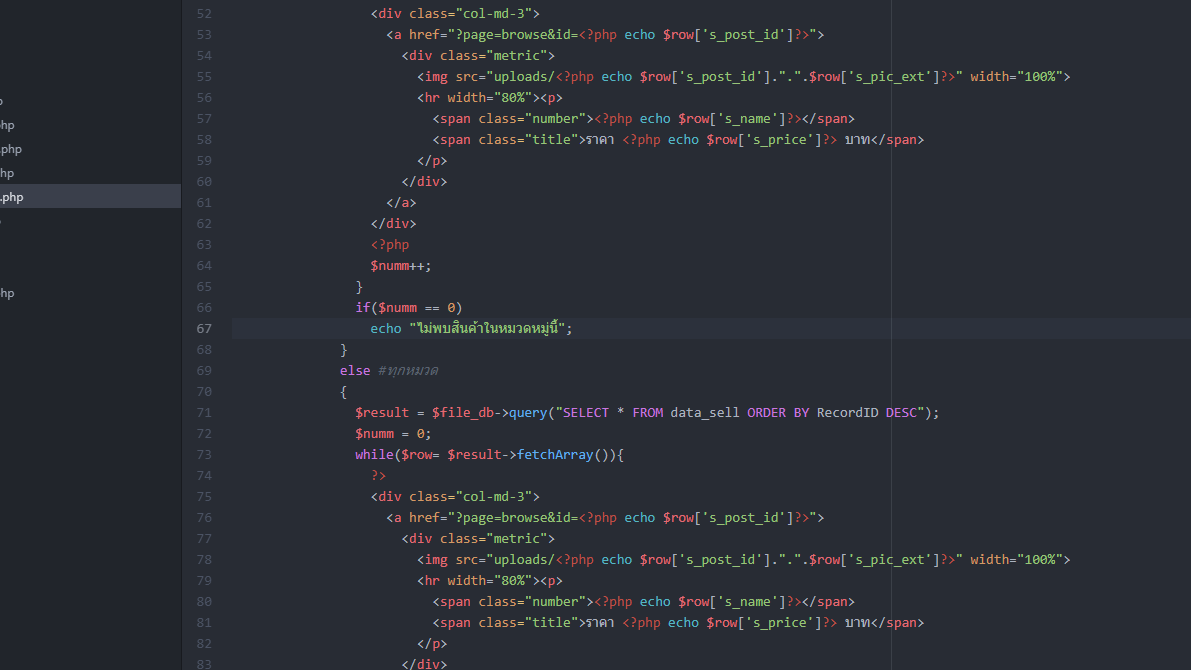 52 <div class="col-md-3">
53 <a href="?page=browse&id=<?php echo $row['s_post_id']?>">
54 <div class="metric">
55 <img src="uploads/<?php echo $row['s_post_id'].".".$row['s_pic_ext']?>" width="100%">
56 <hr width="80%"><p>
57 <span class="number"><?php echo $row['s_name']?></span>
58 <span class="title">ราคา <?php echo $row['s_price']?> บาท</span>
59 </p>
60 </div>
61 </a>
62 </div>
63 <?php
64 $numm++;
65 }
66 if($numm == 0)
67 echo "ไม่พบสินค้าในหมวดหมู่นี้";
68 }
69 else #ทุกหมวด
70 {
71 $result = $file_db->query("SELECT * FROM data_sell ORDER BY RecordID DESC");
72 $numm = 0;
73 while($row= $result->fetchArray()){
74 ?>
75 <div class="col-md-3">
76 <a href="?page=browse&id=<?php echo $row['s_post_id']?>">
77 <div class="metric">
78 <img src="uploads/<?php echo $row['s_post_id'].".".$row['s_pic_ext']?>" width="100%">
79 <hr width="80%"><p>
80 <span class="number"><?php echo $row['s_name']?></span>
81 <span class="title">ราคา <?php echo $row['s_price']?> บาท</span>
82 </p>
83 </div>